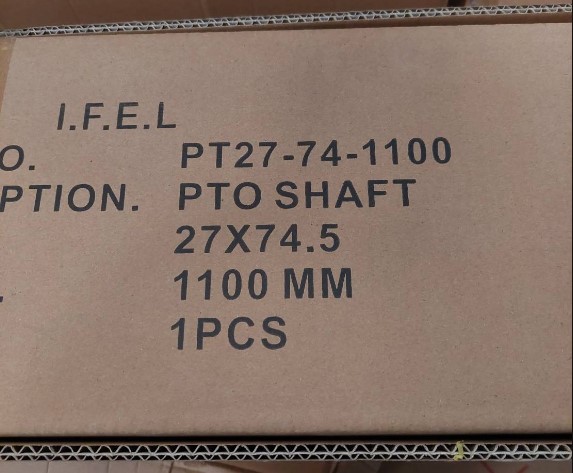 I.F.E.L
O. PT27-74-1100
PTION. PTO SHAFT
27X74.5
. 1100 MM
1PCS